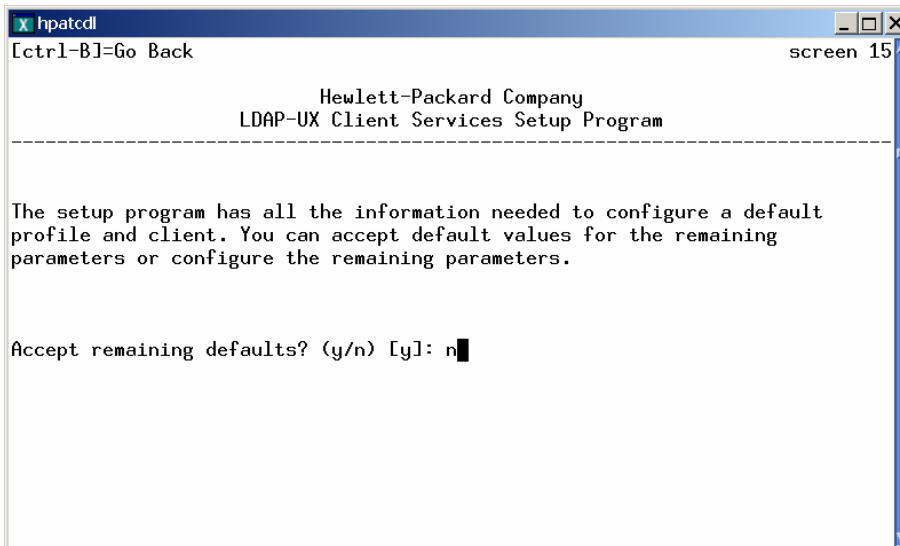 X hpatcdl
[ctrl-B]=Go Back screen 15
Hewlett-Packard Company
LDAP-UX Client Services Setup Program
--------------------------------------------------------------------------------
The setup program has all the information needed to configure a default
profile and client. You can accept default values for the remaining
parameters or configure the remaining parameters.
Accept remaining defaults? (y/n) [y]: n